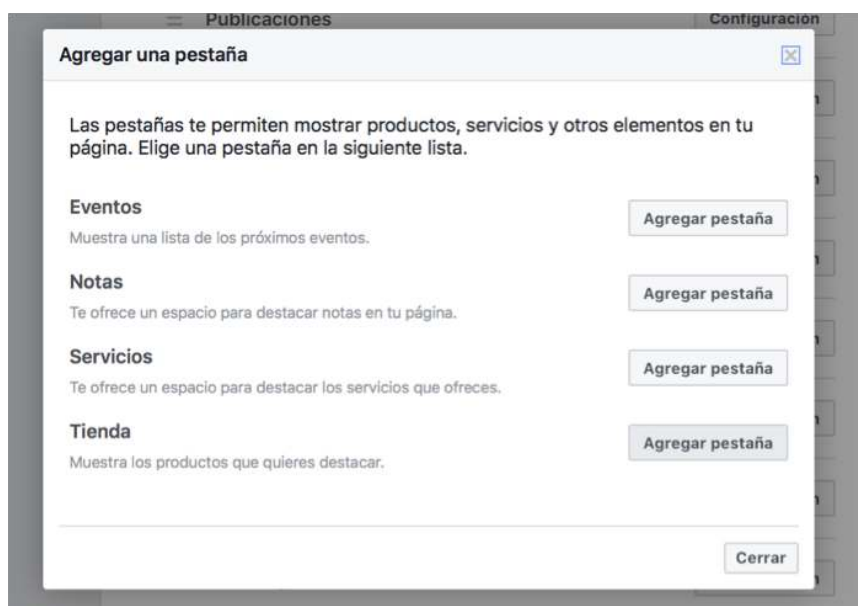 Publicaciones
Configuración
Agregar una pestaña
Las pestañas te permiten mostrar productos, servicios y otros elementos en tu
página. Elige una pestaña en la siguiente lista.
Eventos
Agregar pestaña
Muestra una lista de los próximos eventos.
Notas
Agregar pestaña
Te ofrece un espacio para destacar notas en tu página.
Servicios
Agregar pestaña
Te ofrece un espacio para destacar los servicios que ofreces.
Tienda
Agregar pestaña
Muestra los productos que quieres destacar.
Cerrar